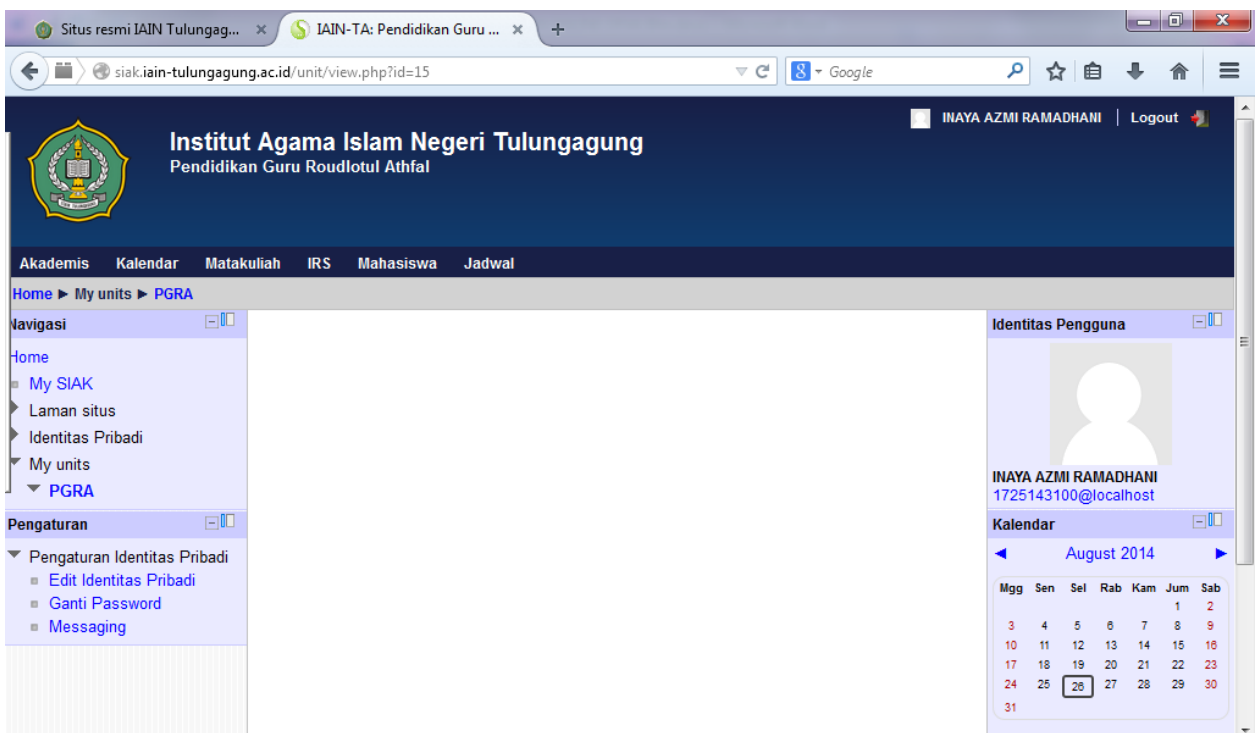 Situs resmi IAIN Tulungag...
IAIN-TA: Pendidikan Guru ...
siak.iain-tulungagung.ac.id/unit/view.php?id=15
Google
INAYA AZMI RAMADHANI | Logout
Institut Agama Islam Negeri Tulungagung
Pendidikan Guru Roudlotul Athfal
Akademis Kalendar Matakuliah IRS Mahasiswa Jadwal
Home ► My units ► PGRA
Navigasi
Home
My SIAK
Laman situs
Identitas Pribadi
My units
PGRA
Pengaturan
Pengaturan Identitas Pribadi
Edit Identitas Pribadi
Ganti Password
Messaging
Identitas Pengguna
INAYA AZMI RAMADHANI
1725143100@localhost
Kalendar
◄ August 2014 ►
Mgg Sen Sel Rab Kam Jum Sab
1 2
3 4 5 6 7 8 9
10 11 12 13 14 15 16
17 18 19 20 21 22 23
24 25 26 27 28 29 30
31